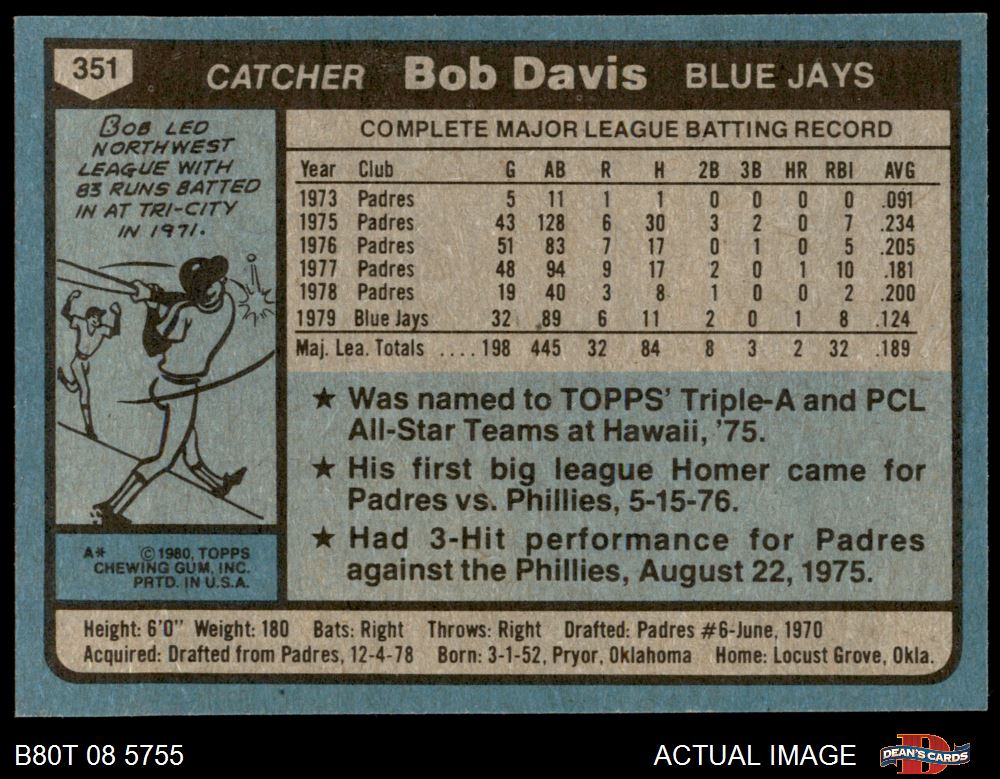 351 CATCHER Bob Davis BLUE JAYS
BOB LED
NORTHWEST
LEAGUE WITH
83 RUNS BATTED
IN AT TRI-CITY
IN 1971.
COMPLETE MAJOR LEAGUE BATTING RECORD
Year Club G AB R H 2B 3B HR RBI AVG
1973 Padres 5 11 1 1 0 0 0 0 .091
1975 Padres 43 128 6 30 3 2 0 7 .234
1976 Padres 51 83 7 17 0 1 0 5 .205
1977 Padres 48 94 9 17 2 0 1 10 .181
1978 Padres 19 40 3 8 1 0 0 2 .200
1979 Blue Jays 32 89 6 11 2 0 1 8 .124
Maj. Lea. Totals .... 198 445 32 84 8 3 2 32 .189
★ Was named to TOPPS' Triple-A and PCL
All-Star Teams at Hawaii, '75.
★ His first big league Homer came for
Padres vs. Phillies, 5-15-76.
★ Had 3-Hit performance for Padres
against the Phillies, August 22, 1975.
A* © 1980, TOPPS
CHEWING GUM, INC.
PRTD. IN U.S.A.
Height: 6'0" Weight: 180 Bats: Right Throws: Right Drafted: Padres #6-June, 1970
Acquired: Drafted from Padres, 12-4-78 Born: 3-1-52, Pryor, Oklahoma Home: Locust Grove, Okla.
B80T 08 5755 ACTUAL IMAGE D DEAN'S CARDS